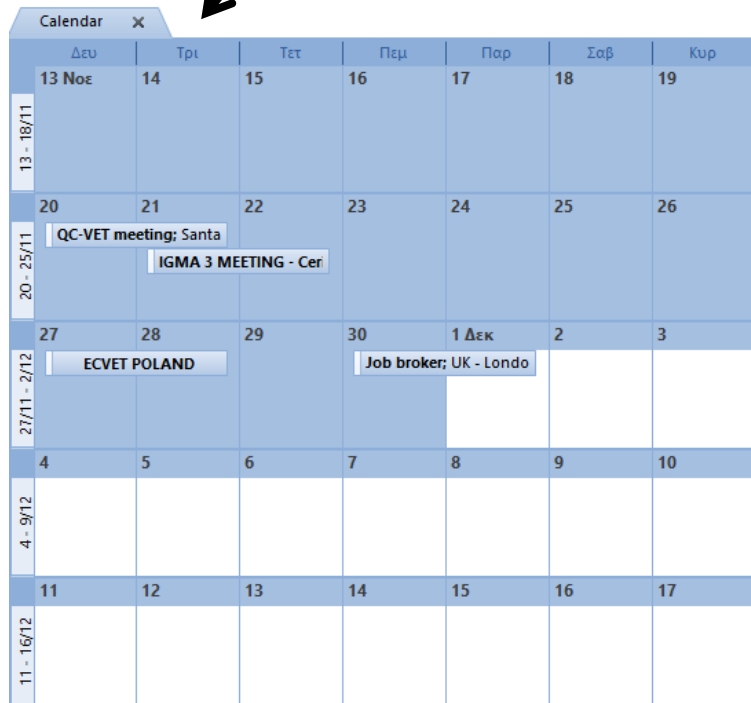 Calendar
Δευ Τρι Τετ Πεμ Παρ Σαβ Κυρ
13 - 18/11
13 Νοε 14 15 16 17 18 19
20 - 25/11
20 21 22 23 24 25 26
QC-VET meeting; Santa
IGMA 3 MEETING - Ceri
27/11 - 2/12
27 28 29 30 1 Δεκ 2 3
ECVET POLAND Job broker; UK - Londo
4 - 9/12
4 5 6 7 8 9 10
11 - 16/12
11 12 13 14 15 16 17